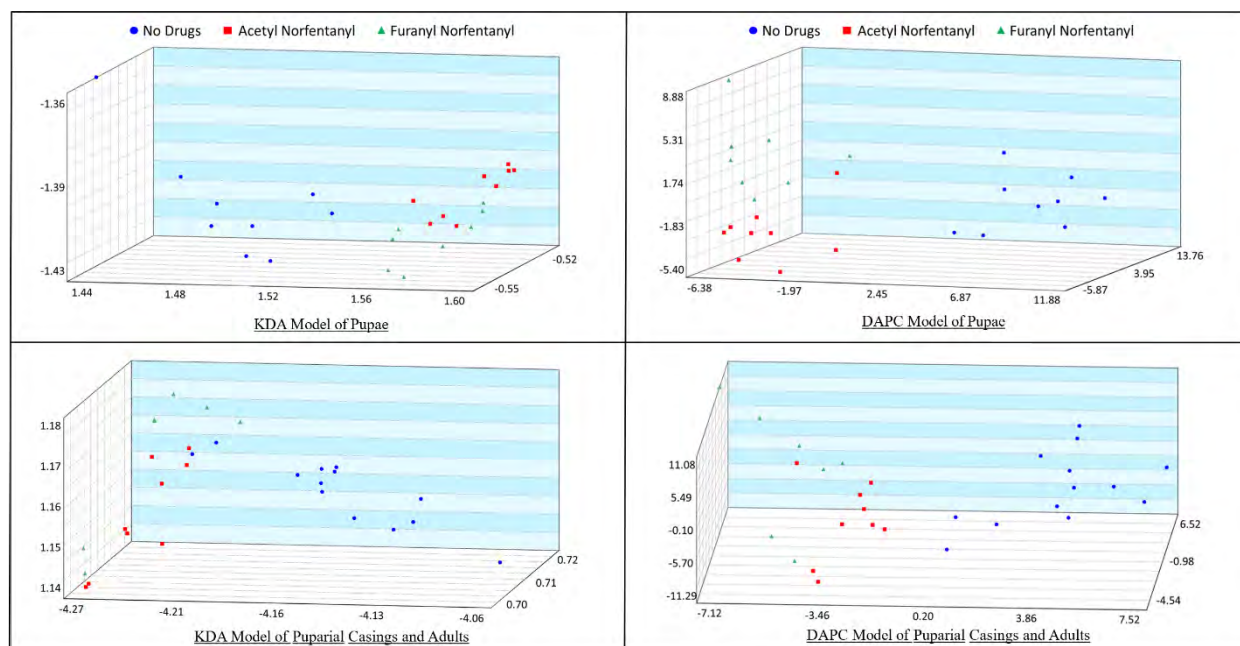 No Drugs Acetyl Norfentanyl Furanyl Norfentanyl
-1.36
-1.39
-1.43
1.44 1.48 1.52 1.56 1.60
-0.55
-0.52
KDA Model of Pupae
No Drugs Acetyl Norfentanyl Furanyl Norfentanyl
8.88
5.31
1.74
-1.83
-5.40
-6.38 -1.97 2.45 6.87 11.88
-5.87
3.95
13.76
DAPC Model of Pupae
1.18
1.17
1.16
1.15
1.14
-4.27 -4.21 -4.16 -4.13 -4.06
0.70
0.71
0.72
KDA Model of Puparial Casings and Adults
11.08
5.49
-0.10
-5.70
-11.29
-7.12 -3.46 0.20 3.86 7.52
-4.54
-0.98
6.52
DAPC Model of Puparial Casings and Adults